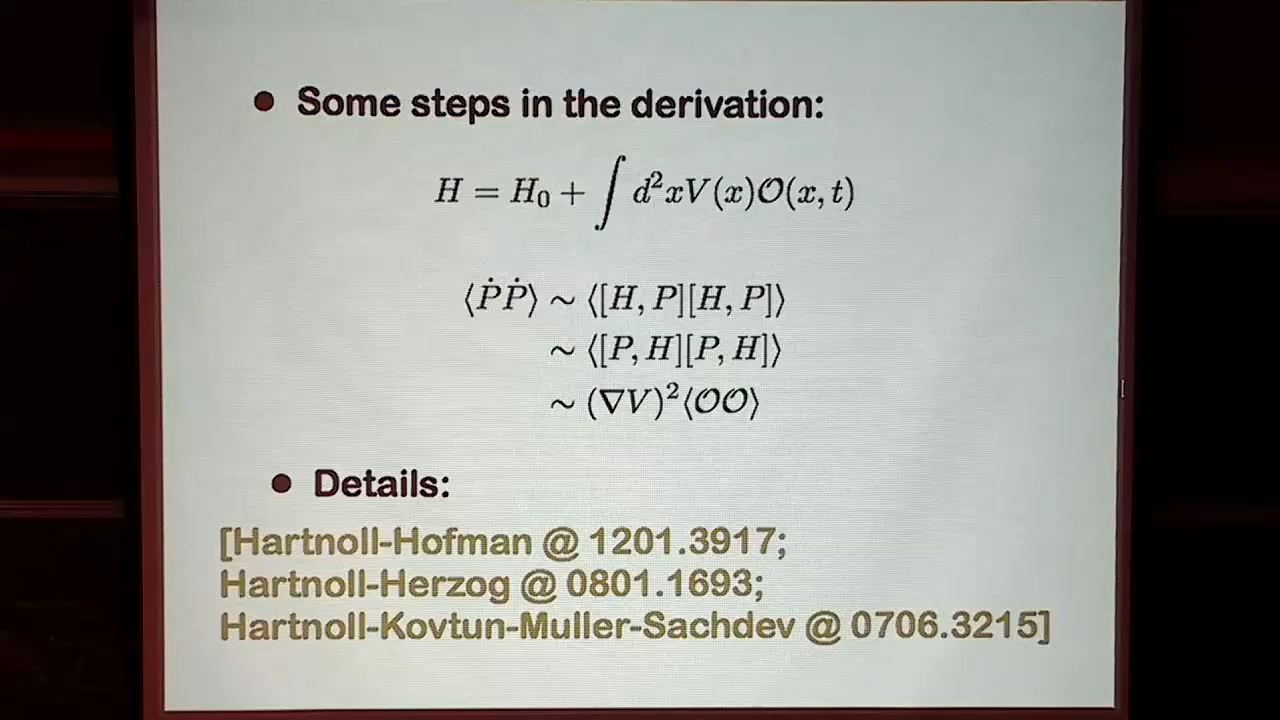 • Some steps in the derivation:
H = H₀ + ∫ d²xV(x)𝒪(x, t)
⟨ṖṖ⟩ ∼ ⟨[H, P][H, P]⟩
∼ ⟨[P, H][P, H]⟩
∼ (∇V)²⟨𝒪𝒪⟩
• Details:
[Hartnoll-Hofman @ 1201.3917;
Hartnoll-Herzog @ 0801.1693;
Hartnoll-Kovtun-Muller-Sachdev @ 0706.3215]